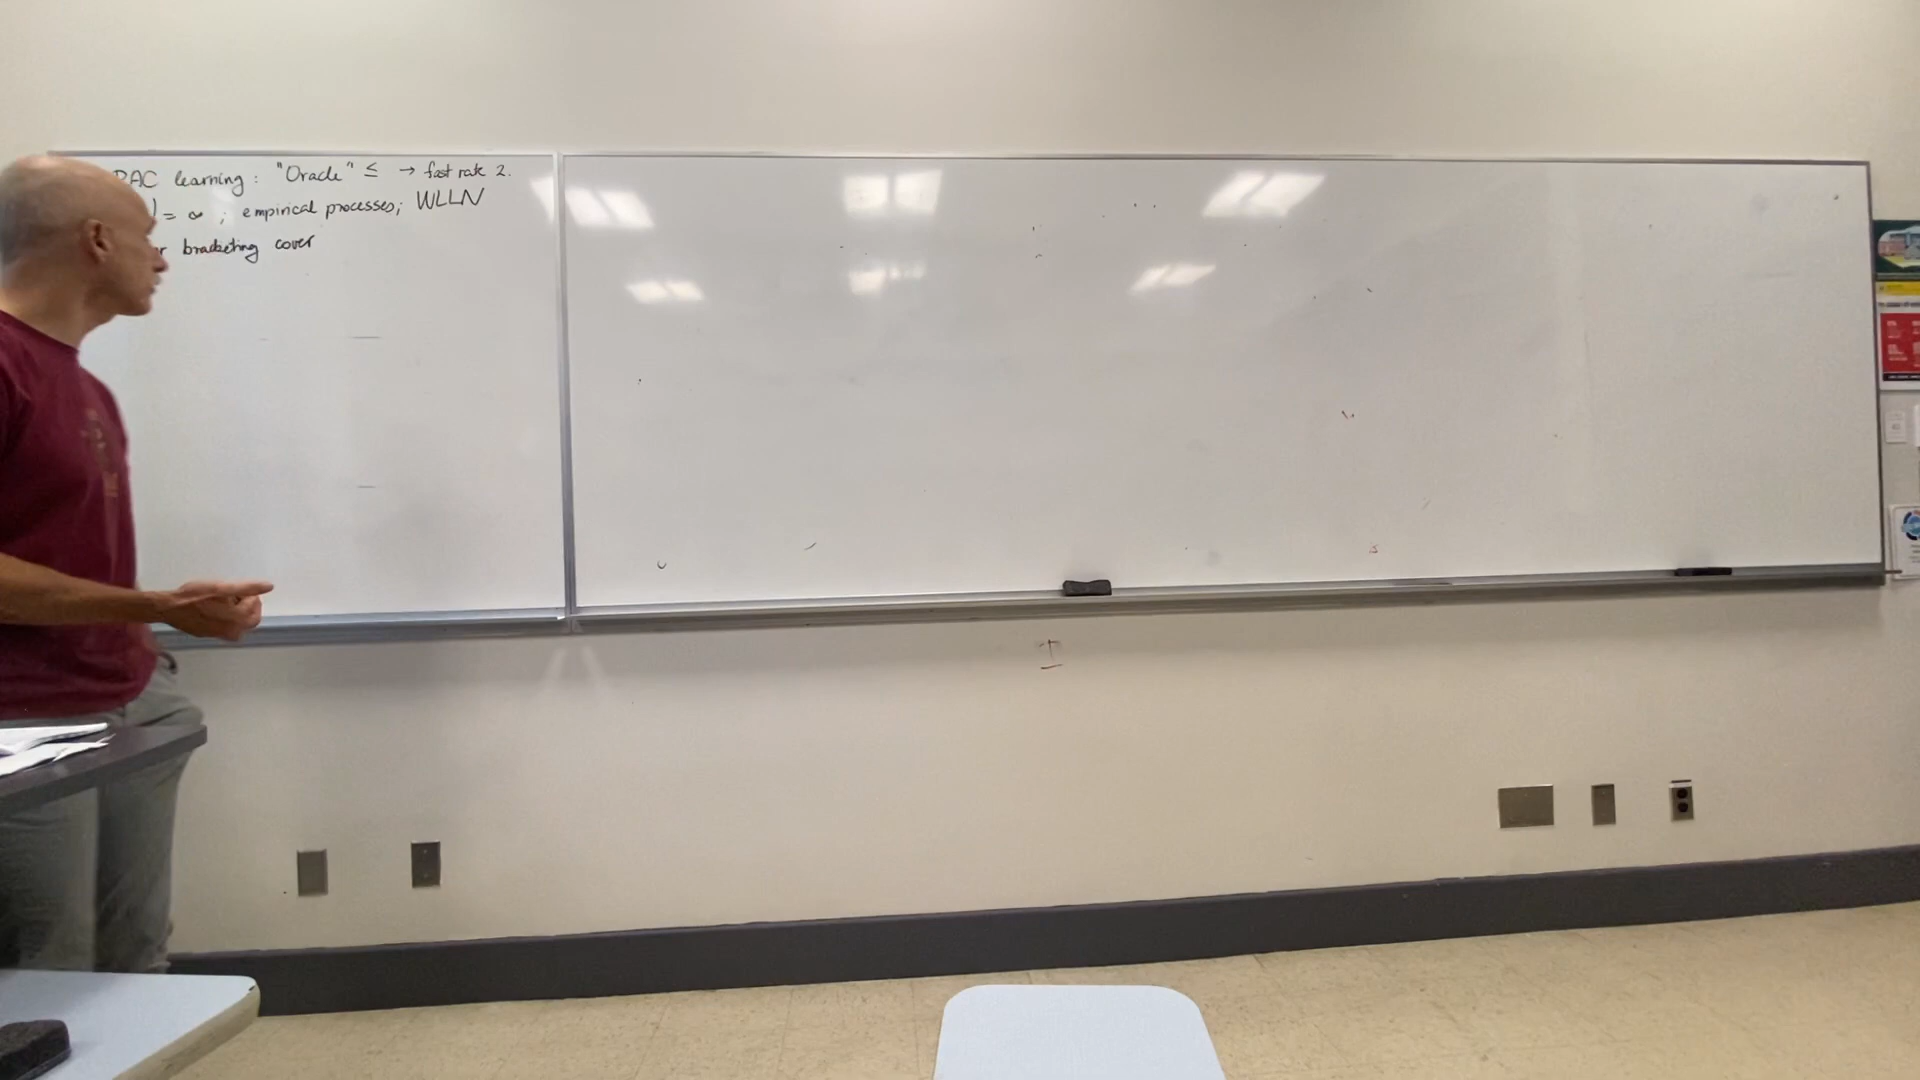 PAC learning: "Oracle" ≤ → fast rate 2.
) = ∞ ; empirical processes; WLLN
r bracketing cover
I